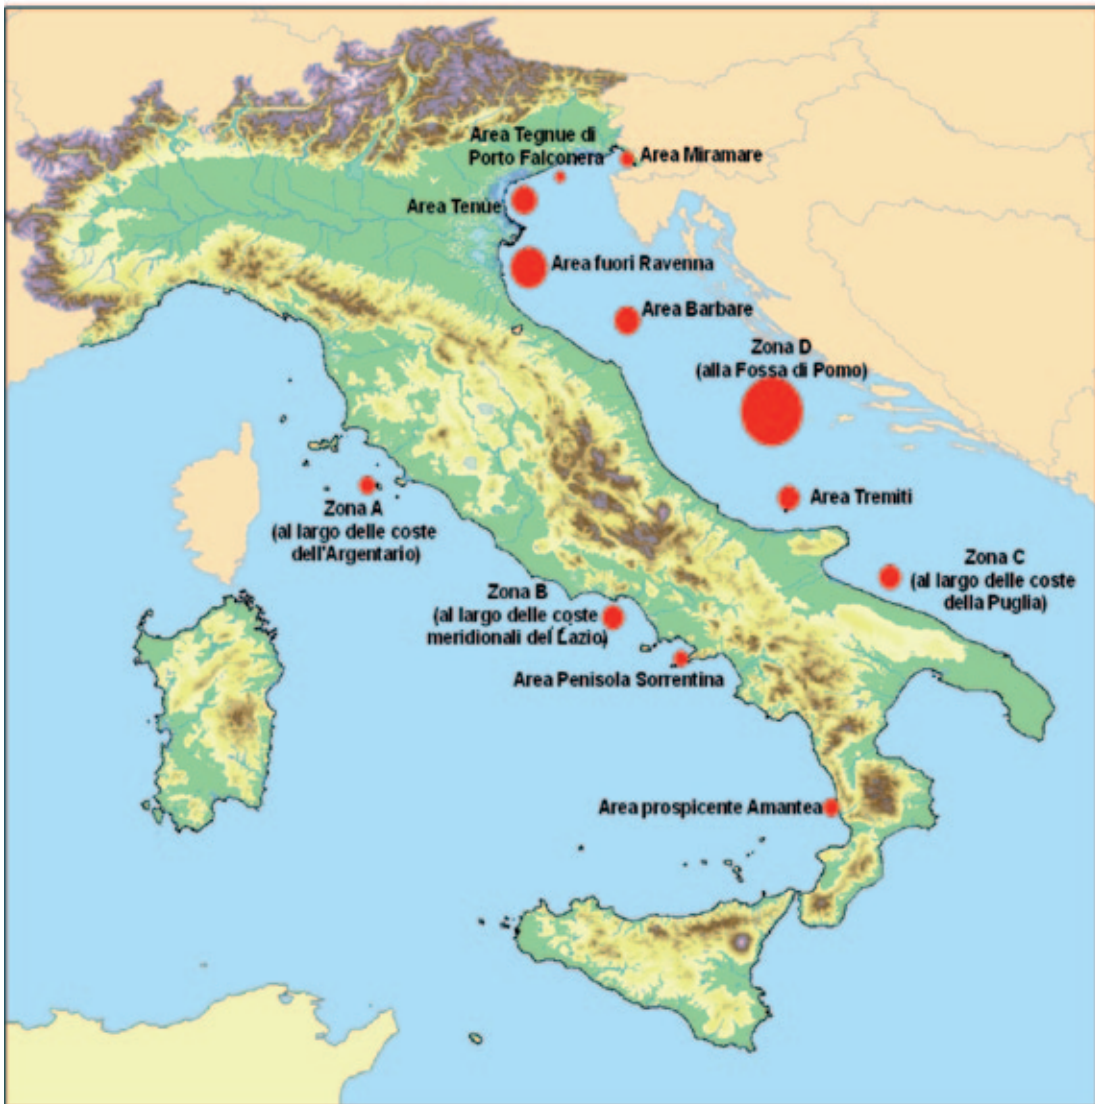 Area Tegnue di
Porto Falconera
Area Miramare
Area Tenue
Area fuori Ravenna
Area Barbare
Zona D
(alla Fossa di Pomo)
Area Tremiti
Zona A
(al largo delle coste
dell'Argentario)
Zona C
(al largo delle coste
della Puglia)
Zona B
(al largo delle coste
meridionali del Lazio)
Area Penisola Sorrentina
Area prospicente Amantea